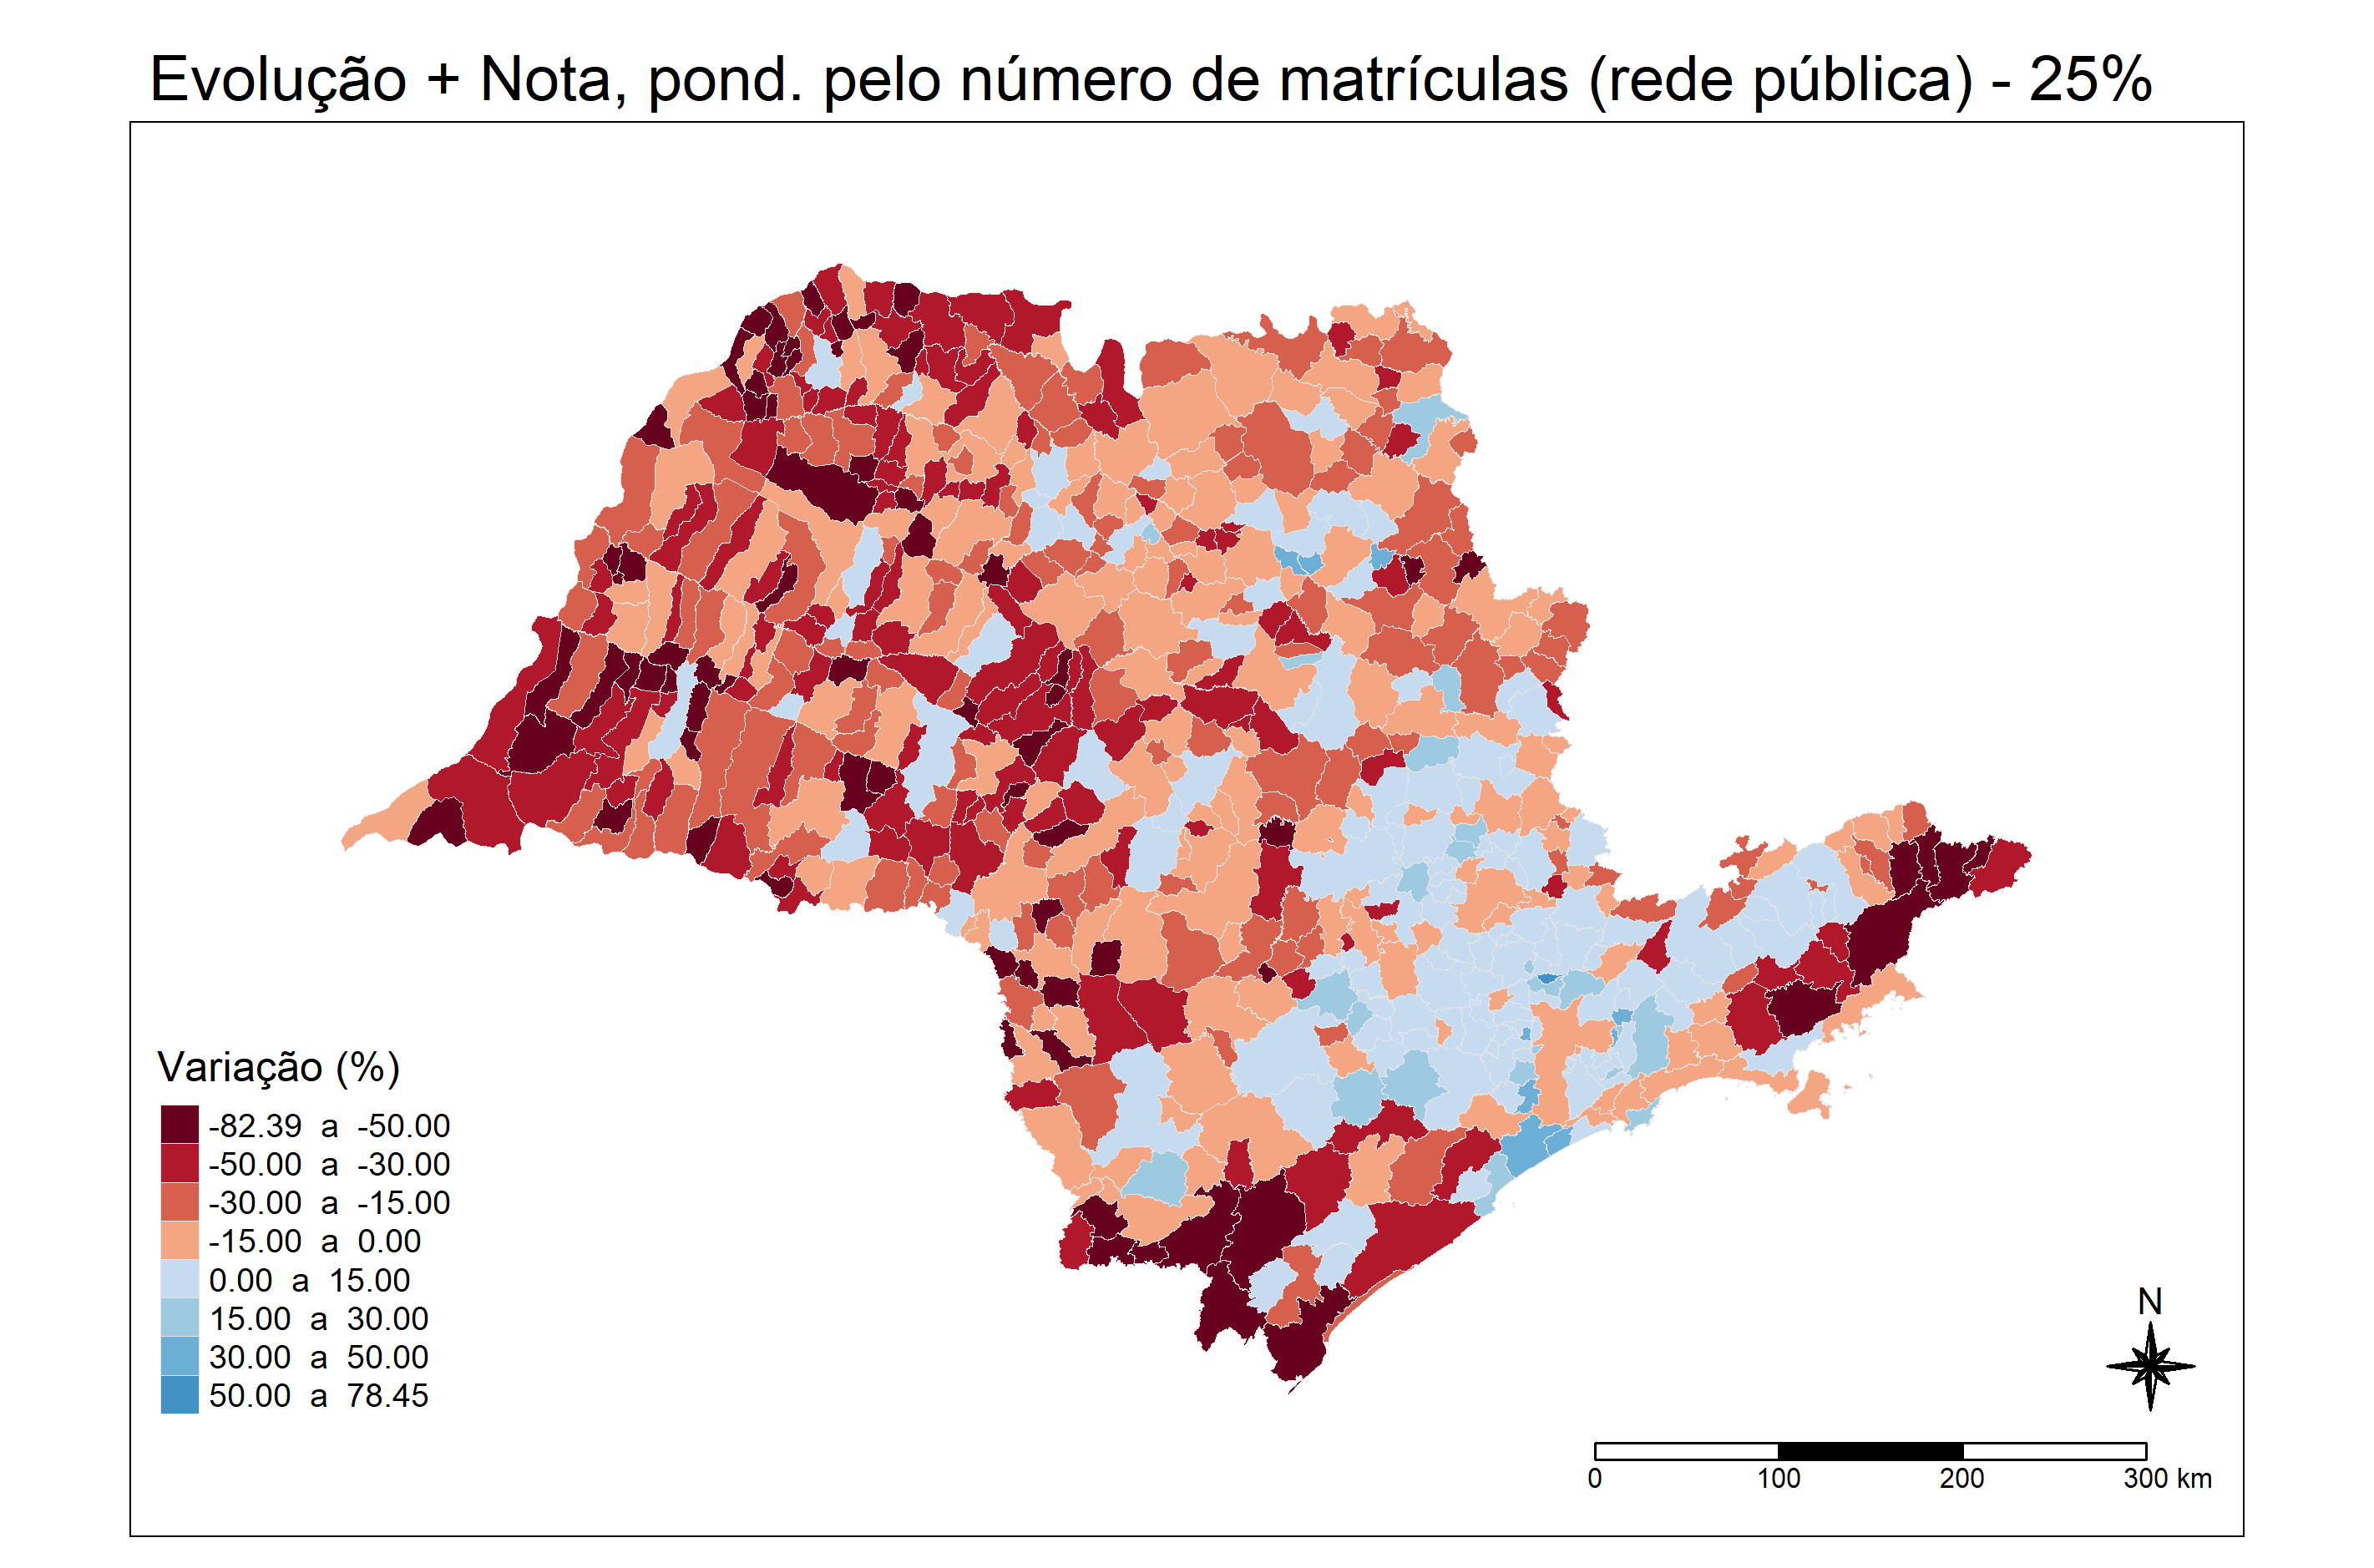 Evolução + Nota, pond. pelo número de matrículas (rede pública) - 25%
Variação (%)
-82.39 a -50.00
-50.00 a -30.00
-30.00 a -15.00
-15.00 a 0.00
0.00 a 15.00
15.00 a 30.00
30.00 a 50.00
50.00 a 78.45
N
0 100 200 300 km